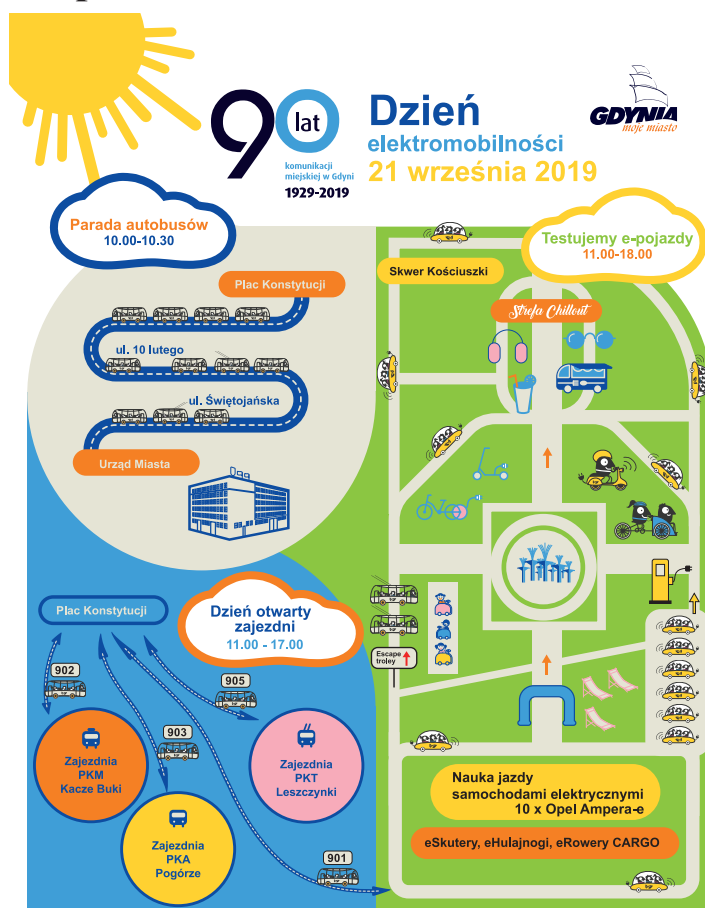 90 lat
komunikacji
miejskiej w Gdyni
1929-2019
Dzień
elektromobilności
21 września 2019
GDYNIA
moje miasto
Parada autobusów
10.00-10.30
Plac Konstytucji
ul. 10 lutego
ul. Świętojańska
Urząd Miasta
Testujemy e-pojazdy
11.00-18.00
Skwer Kościuszki
Strefa Chillout
Escape
troley
Nauka jazdy
samochodami elektrycznymi
10 x Opel Ampera-e
eSkutery, eHulajnogi, eRowery CARGO
Plac Konstytucji
Dzień otwarty
zajezdni
11.00 - 17.00
902
903
905
901
Zajezdnia
PKM
Kacze Buki
Zajezdnia
PKA
Pogórze
Zajezdnia
PKT
Leszczynki